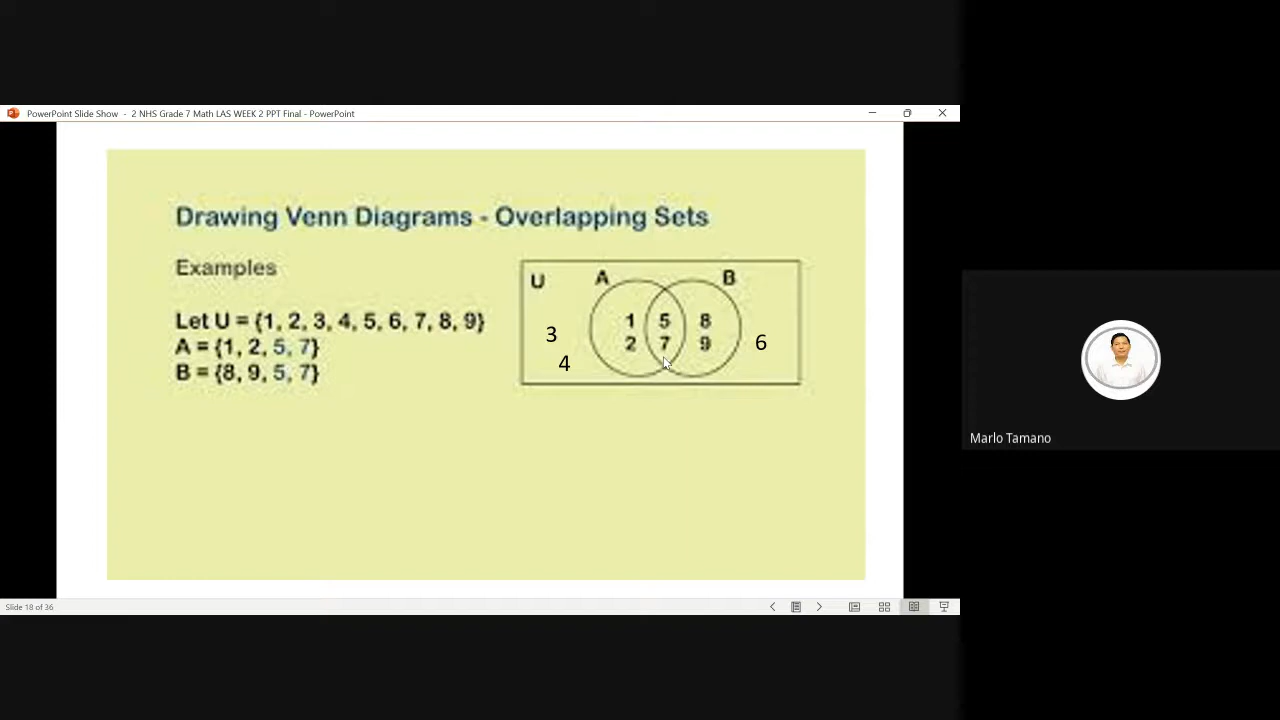 PowerPoint Slide Show - 2 NHS Grade 7 Math LAS WEEK 2 PPT Final - PowerPoint
Drawing Venn Diagrams - Overlapping Sets
Examples
Let U = {1, 2, 3, 4, 5, 6, 7, 8, 9}
A = {1, 2, 5, 7}
B = {8, 9, 5, 7}
U A B
1 5 8
3
2 7 9 6
4
Marlo Tamano
Slide 18 of 36